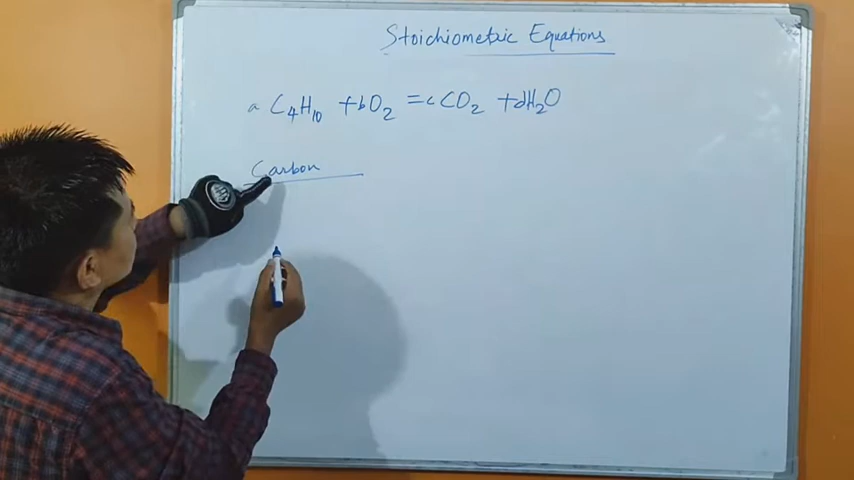 Stoichiometric Equations
a C₄H₁₀ + b O₂ = c CO₂ + d H₂O
Carbon